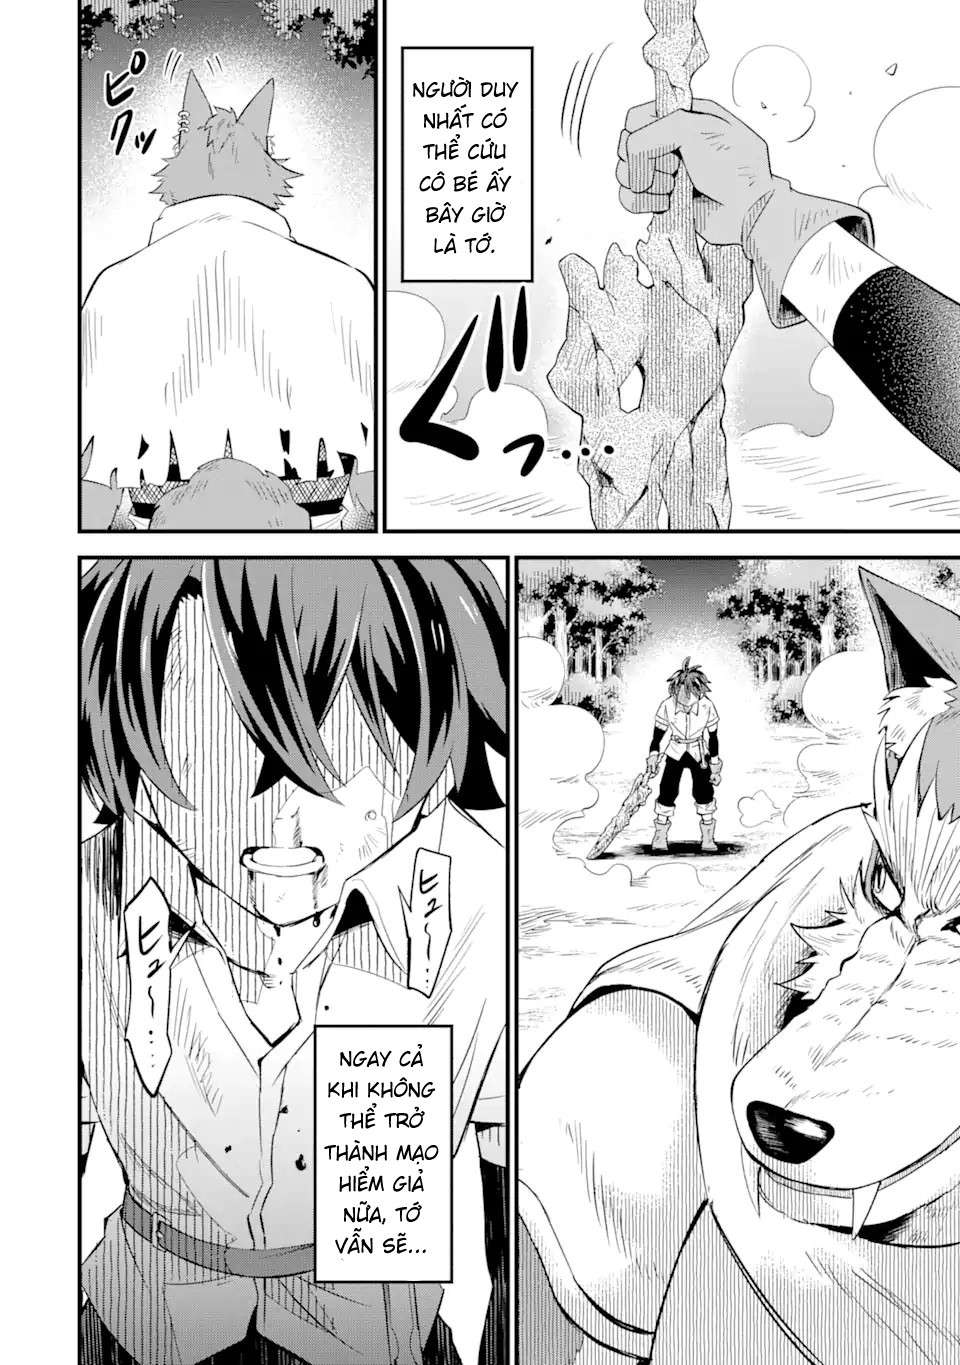 NGƯỜI DUY
NHẤT CÓ
THỂ CỨU
CÔ BÉ ẤY
BÂY GIỜ
LÀ TỚ.
ぐっ…
ピクッ
ヒュ〜…
ヒュ〜…
NGAY CẢ
KHI KHÔNG
THỂ TRỞ
THÀNH MẠO
HIỂM GIẢ
NỮA, TỚ
VẪN SẼ...